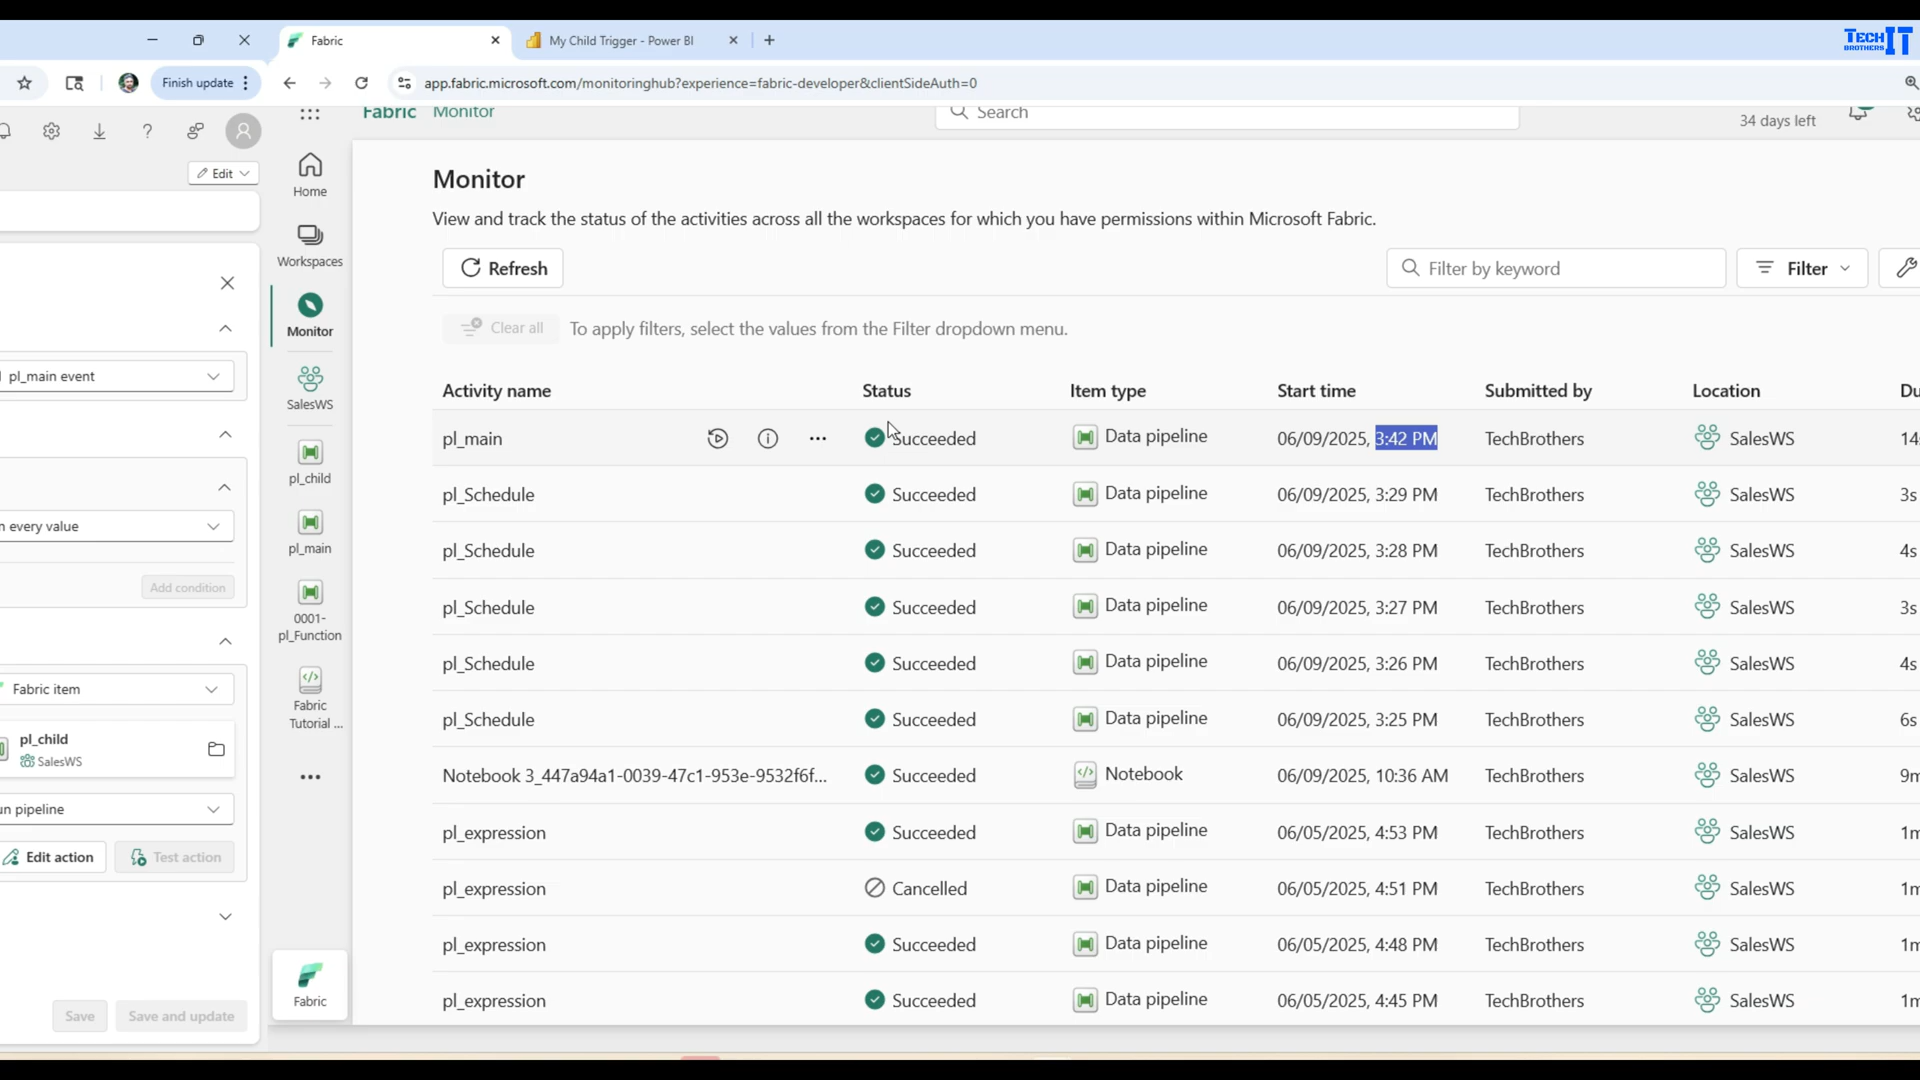 Fabric
My Child Trigger - Power BI
TECH IT
BROTHERS
Finish update
app.fabric.microsoft.com/monitoringhub?experience=fabric-developer&clientSideAuth=0
Fabric Monitor
Search
34 days left
Edit
pl_main event
n every value
Add condition
Fabric item
pl_child
SalesWS
un pipeline
Edit action
Test action
Save
Save and update
Home
Workspaces
Monitor
SalesWS
pl_child
pl_main
0001-
pl_Function
Fabric
Tutorial ...
Fabric
Monitor
View and track the status of the activities across all the workspaces for which you have permissions within Microsoft Fabric.
Refresh
Filter by keyword
Filter
Clear all
To apply filters, select the values from the Filter dropdown menu.
Activity name Status Item type Start time Submitted by Location Du
pl_main Succeeded Data pipeline 06/09/2025, 3:42 PM TechBrothers SalesWS 14s
pl_Schedule Succeeded Data pipeline 06/09/2025, 3:29 PM TechBrothers SalesWS 3s
pl_Schedule Succeeded Data pipeline 06/09/2025, 3:28 PM TechBrothers SalesWS 4s
pl_Schedule Succeeded Data pipeline 06/09/2025, 3:27 PM TechBrothers SalesWS 3s
pl_Schedule Succeeded Data pipeline 06/09/2025, 3:26 PM TechBrothers SalesWS 4s
pl_Schedule Succeeded Data pipeline 06/09/2025, 3:25 PM TechBrothers SalesWS 6s
Notebook 3_447a94a1-0039-47c1-953e-9532f6f... Succeeded Notebook 06/09/2025, 10:36 AM TechBrothers SalesWS 9m
pl_expression Succeeded Data pipeline 06/05/2025, 4:53 PM TechBrothers SalesWS 1m
pl_expression Cancelled Data pipeline 06/05/2025, 4:51 PM TechBrothers SalesWS 1m
pl_expression Succeeded Data pipeline 06/05/2025, 4:48 PM TechBrothers SalesWS 1m
pl_expression Succeeded Data pipeline 06/05/2025, 4:45 PM TechBrothers SalesWS 1m